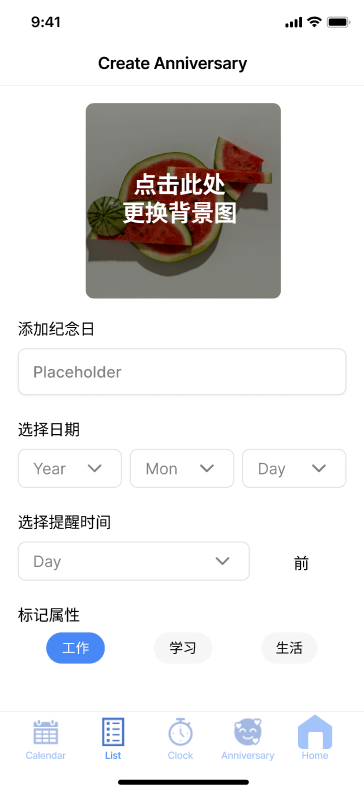 9:41
Create Anniversary
点击此处
更换背景图
添加纪念日
Placeholder
选择日期
Year Mon Day
选择提醒时间
Day 前
标记属性
工作 学习 生活
Calendar List Clock Anniversary Home